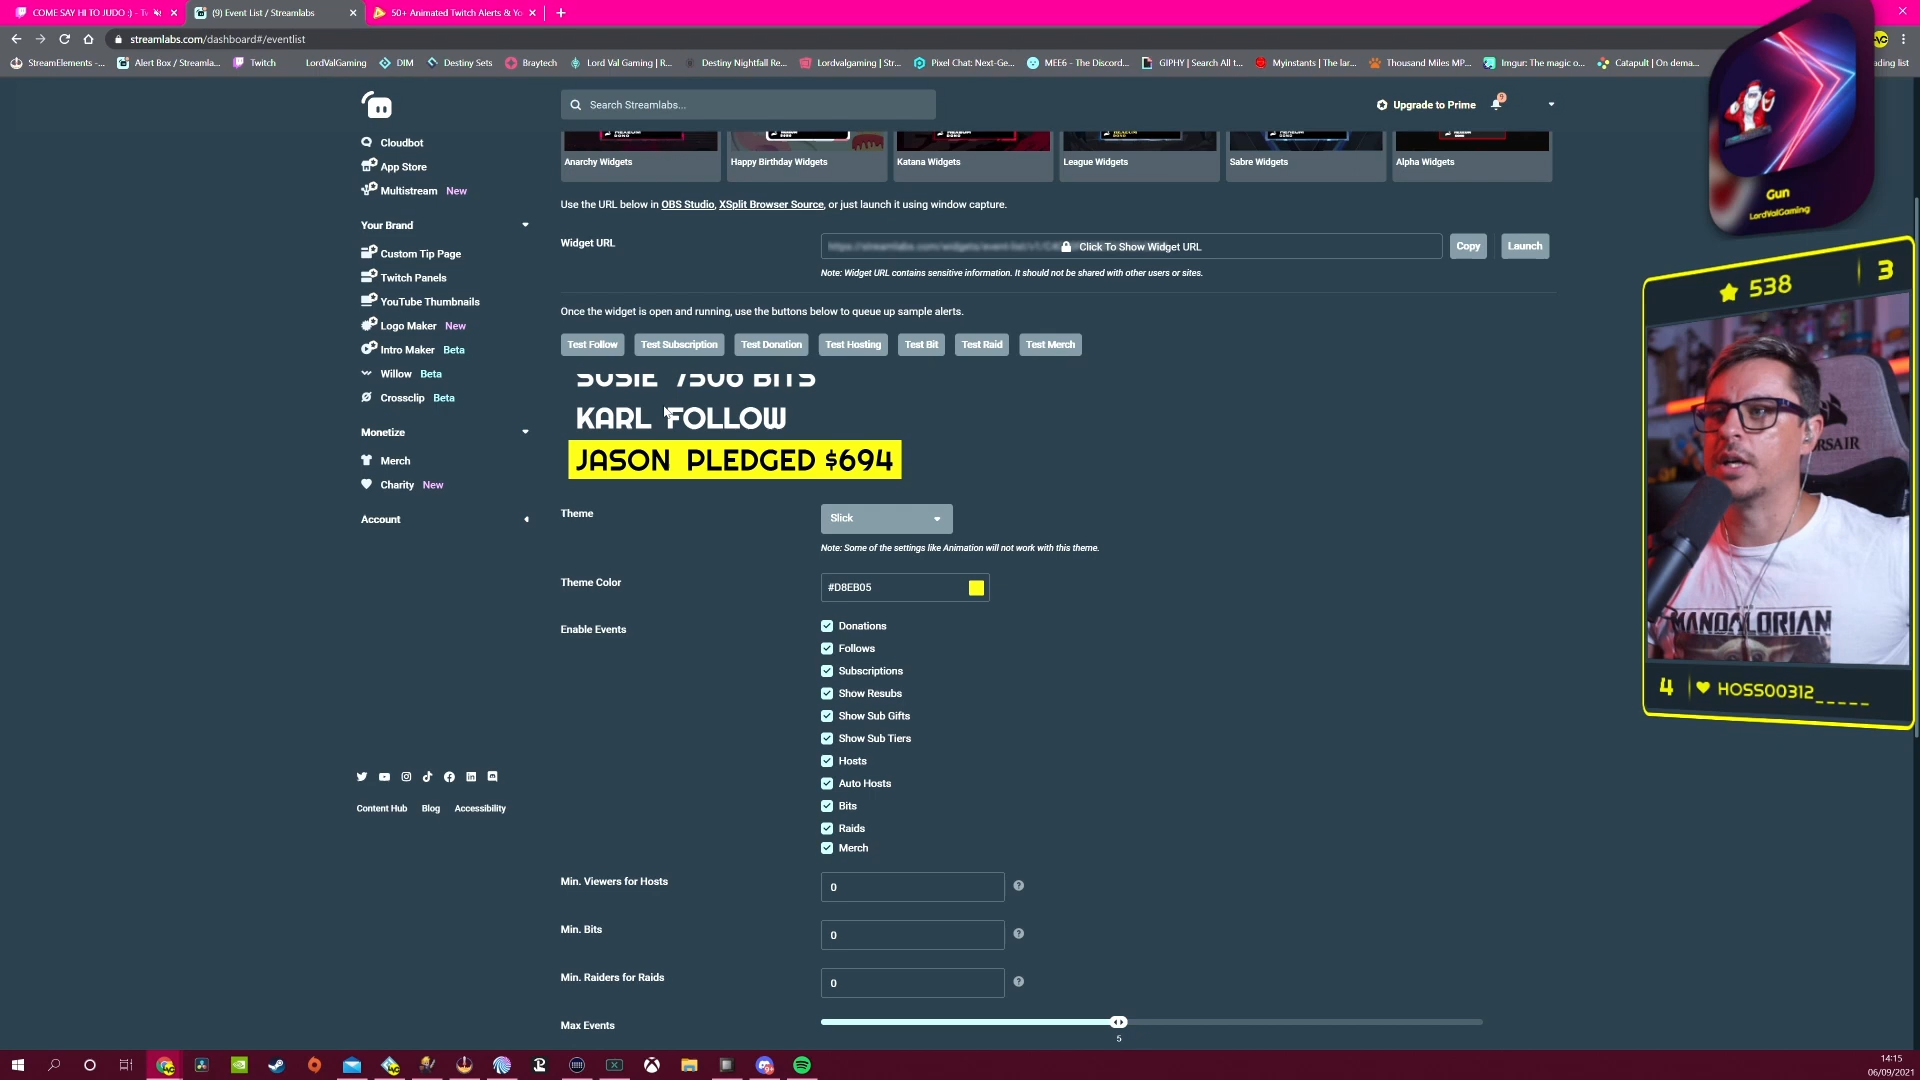 COME SAY HI TO JUDO :) - Tw
(9) Event List / Streamlabs
50+ Animated Twitch Alerts & Yo
streamlabs.com/dashboard#/eventlist
StreamElements -...
Alert Box / Streamla...
Twitch
LordValGaming
DIM
Destiny Sets
Braytech
Lord Val Gaming | R...
Destiny Nightfall Re...
Lordvalgaming | Str...
Pixel Chat: Next-Ge...
MEE6 - The Discord...
GIPHY | Search All t...
Myinstants | The lar...
Thousand Miles MP...
Imgur: The magic o...
Catapult | On dema...
ading list
Search Streamlabs...
Upgrade to Prime
9
Cloudbot
App Store
Multistream New
Your Brand
Custom Tip Page
Twitch Panels
YouTube Thumbnails
Logo Maker New
Intro Maker Beta
Willow Beta
Crossclip Beta
Monetize
Merch
Charity New
Account
Content Hub Blog Accessibility
Anarchy Widgets
Happy Birthday Widgets
Katana Widgets
League Widgets
Sabre Widgets
Alpha Widgets
Use the URL below in OBS Studio, XSplit Browser Source, or just launch it using window capture.
Widget URL
Click To Show Widget URL
Copy
Launch
Note: Widget URL contains sensitive information. It should not be shared with other users or sites.
Once the widget is open and running, use the buttons below to queue up sample alerts.
Test Follow
Test Subscription
Test Donation
Test Hosting
Test Bit
Test Raid
Test Merch
SUSIE 7506 BITS
KARL FOLLOW
JASON PLEDGED $694
Theme
Slick
Note: Some of the settings like Animation will not work with this theme.
Theme Color
#D8EB05
Enable Events
Donations
Follows
Subscriptions
Show Resubs
Show Sub Gifts
Show Sub Tiers
Hosts
Auto Hosts
Bits
Raids
Merch
Min. Viewers for Hosts
0
Min. Bits
0
Min. Raiders for Raids
0
Max Events
5
Gun
LordValGaming
538
3
RSAIR
MANDALORIAN
4
HOSS00312_____
14:15
06/09/2021